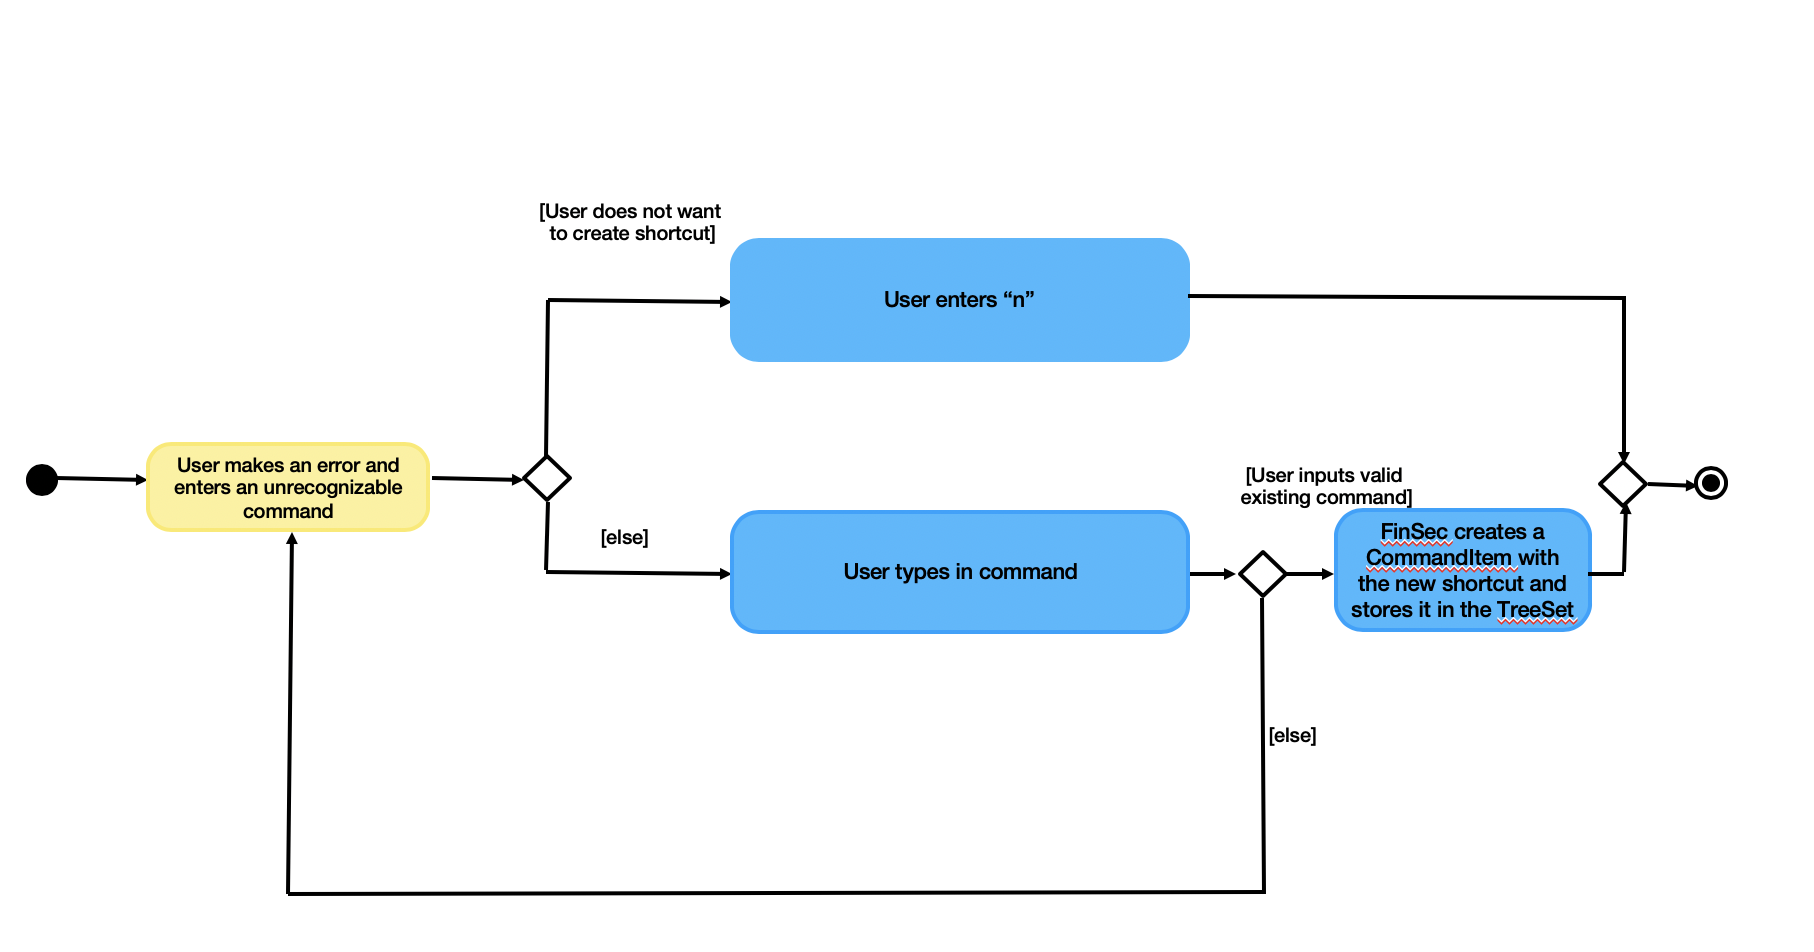 [User does not want
to create shortcut]
User enters “n”
User makes an error and
enters an unrecognizable
command
[else]
User types in command
[User inputs valid
existing command]
FinSec creates a
CommandItem with
the new shortcut and
stores it in the TreeSet
[else]